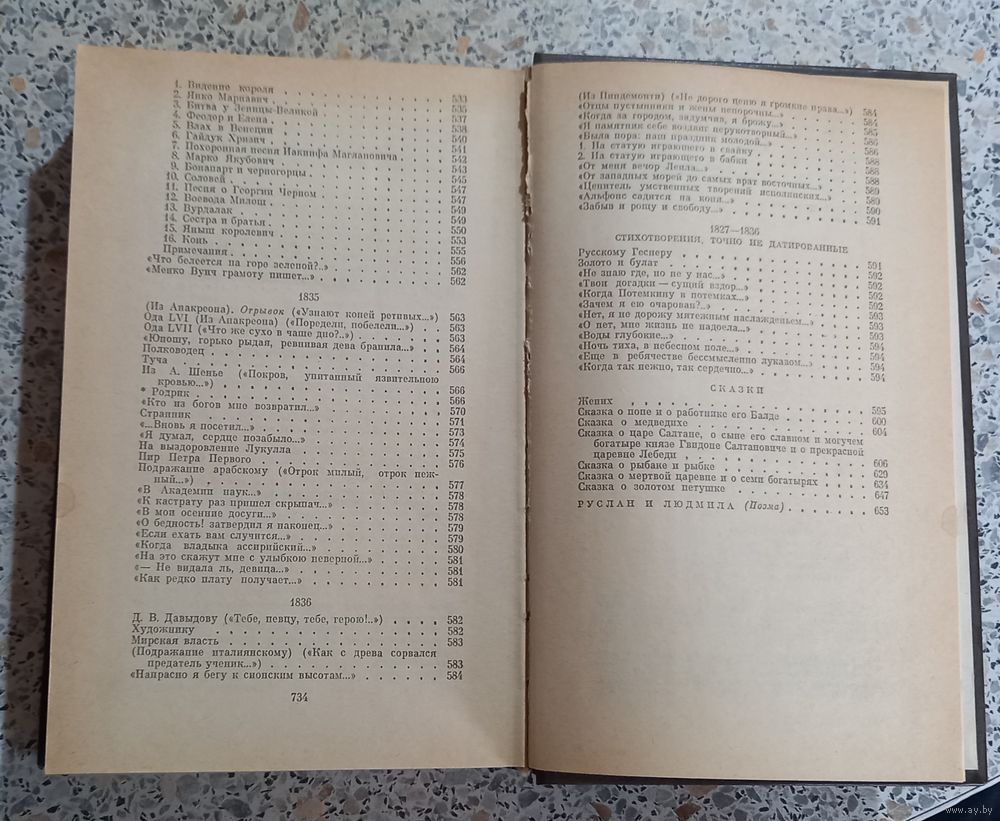 1. Видение короля . . . . . . . 533
2. Янко Марнавич . . . . . . . 535
3. Битва у Зеницы-Великой . . . . . . . 537
4. Феодор и Елена . . . . . . . 538
5. Влах в Венеции . . . . . . . 540
6. Гайдук Хризич . . . . . . . 541
7. Похоронная песня Иакинфа Маглановича . . . 542
8. Марко Якубович . . . . . . . 543
9. Бонапарт и черногорцы . . . . . . . 545
10. Соловей . . . . . . . 547
11. Песня о Георгии Черном . . . . . . . 547
12. Воевода Милош . . . . . . . 549
13. Вурдалак . . . . . . . 549
14. Сестра и братья . . . . . . . 550
15. Яныш королевич . . . . . . . 553
16. Конь . . . . . . . 555
Примечания . . . . . . . 556
«Что белеется на горе зеленой?..» . . . . . . . 562
«Менко Вуич грамоту пишет...» . . . . . . . 562
1835
(Из Анакреона). Отрывок («Узнают коней ретивых...») 563
Ода LVI (Из Анакреона) («Поредели, побелели...») . 563
Ода LVII («Что же сухо в чаше дно?..») . . . . 563
«Юношу, горько рыдая, ревнивая дева бранила...» . 564
Полководец . . . . . . . 564
Туча . . . . . . . 566
Из А. Шенье («Покров, упитанный язвительною
кровью...») . . . . . . . 566
* Родрик . . . . . . . 566
«Кто из богов мне возвратил...» . . . . . . . 570
Странник . . . . . . . 571
«...Вновь я посетил...» . . . . . . . 573
«Я думал, сердце позабыло...» . . . . . . . 574
На выздоровление Лукулла . . . . . . . 575
Пир Петра Первого . . . . . . . 576
Подражание арабскому («Отрок милый, отрок неж-
ный...») . . . . . . . 577
«В Академии наук...» . . . . . . . 578
«К кастрату раз пришел скрыпач...» . . . . . . . 578
«В мои осенние досуги...» . . . . . . . 578
«О бедность! затвердил я наконец...» . . . . . . . 579
«Если ехать вам случится...» . . . . . . . 579
«Когда владыка ассирийский...» . . . . . . . 580
«На это скажут мне с улыбкою неверной...» . . . . 581
«— Не видала ль, девица...» . . . . . . . 581
«Как редко плату получает...» . . . . . . . 581
1836
Д. В. Давыдову («Тебе, певцу, тебе, герою!..») . . . . 582
Художнику . . . . . . . 582
Мирская власть . . . . . . . 583
(Подражание италиянскому) («Как с древа сорвался
предатель ученик...») . . . . . . . 583
«Напрасно я бегу к сионским высотам...» . . . . . . 584
734
(Из Пиндемонти) («Не дорого ценю я громкие права...») 584
«Отцы пустынники и жены непорочны...» . . . . 584
«Когда за городом, задумчив, я брожу...» . . . . 585
«Я памятник себе воздвиг нерукотворный...» . . . 586
«Была пора: наш праздник молодой...» . . . . 586
1. На статую играющего в свайку . . . . 588
2. На статую играющего в бабки . . . . 588
«От меня вечор Леила...» . . . . . . . 588
«От западных морей до самых врат восточных...» . . 589
«Ценитель умственных творений исполинских...» . . 589
«Альфонс садится на коня...» . . . . . . . 590
«Забыв и рощу и свободу...» . . . . . . . 591
1827—1836
СТИХОТВОРЕНИЯ, ТОЧНО НЕ ДАТИРОВАННЫЕ
Русскому Геснеру . . . . . . . 591
Золото и булат . . . . . . . 592
«Не знаю где, но не у нас...» . . . . . . . 592
«Твои догадки — сущий вздор...» . . . . . . . 592
«Когда Потемкину в потемках...» . . . . . . . 592
«Зачем я ею очарован?..» . . . . . . . 593
«Нет, я не дорожу мятежным наслажденьем...» . . . 593
«О нет, мне жизнь не надоела...» . . . . . . . 593
«Воды глубокие...» . . . . . . . 594
«Ночь тиха, в небесном поле...» . . . . . . . 594
«Еще в ребячестве бессмысленно лукавом...» . . . 594
«Когда так нежно, так сердечно...» . . . . . . . 594
СКАЗКИ
Жених . . . . . . . 595
Сказка о попе и о работнике его Балде . . . . . 600
Сказка о медведихе . . . . . . . 604
Сказка о царе Салтане, о сыне его славном и могучем
богатыре князе Гвидоне Салтановиче и о прекрасной
царевне Лебеди . . . . . . . 606
Сказка о рыбаке и рыбке . . . . . . . 629
Сказка о мертвой царевне и о семи богатырях . . . 634
Сказка о золотом петушке . . . . . . . 647
РУСЛАН И ЛЮДМИЛА (Поэма) . . . . . . . 653
www.ay.by